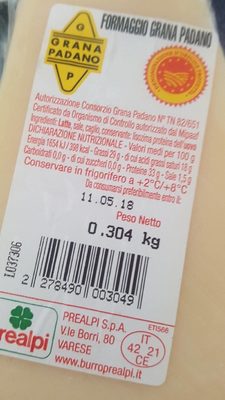 FORMAGGIO GRANA PADANO
G
GRANA
PADANO
P
Autorizzazione Consorzio Grana Padano N° TN 82/651
Certificato da Organismo di Controllo autorizzato dal Mipaaf
Ingredienti: Latte, sale, caglio, conservante: lisozima proteina dell'uovo
DICHIARAZIONE NUTRIZIONALE - Valori medi per 100 g
Energia 1654 kJ / 398 kcal - Grassi 29 g - di cui acidi grassi saturi 18 g
Carboidrati 0,0 g - di cui zuccheri 0,0 g - Proteine 33 g - Sale 1,5 g
Conservare in frigorifero a +2°C/+8°C
Da consumarsi preferibilmente entro il:
11.05.18
Peso Netto
0.304 kg
L037306
2 278490 003049
prealpi
PREALPI S.p.A.
V.le Borri, 80
VARESE
www.burroprealpi.it
ETI566
IT
42 21
CE